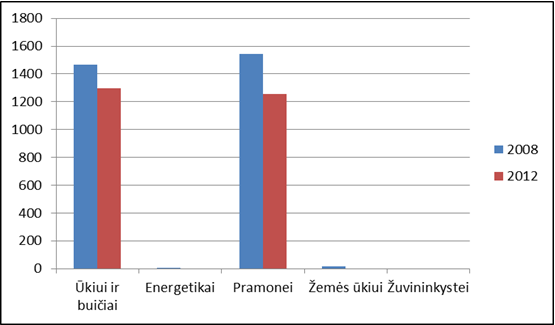 1800
1600
1400
1200
1000
800
600
400
200
0
Ūkiui ir
buičiai
Energetikai
Pramonei
Žemės ūkiui
Žuvininkystei
2008
2012